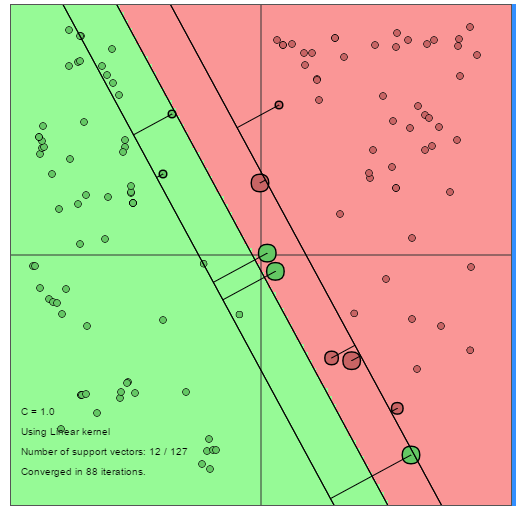 C = 1.0
Using Linear kernel
Number of support vectors: 12 / 127
Converged in 88 iterations.